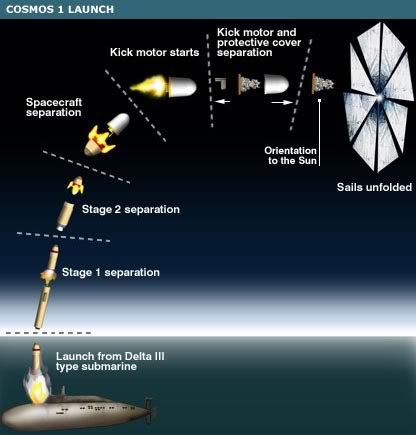 COSMOS 1 LAUNCH
Kick motor starts
Kick motor and
protective cover
separation
Spacecraft
separation
Orientation
to the Sun
Sails unfolded
Stage 2 separation
Stage 1 separation
Launch from Delta III
type submarine